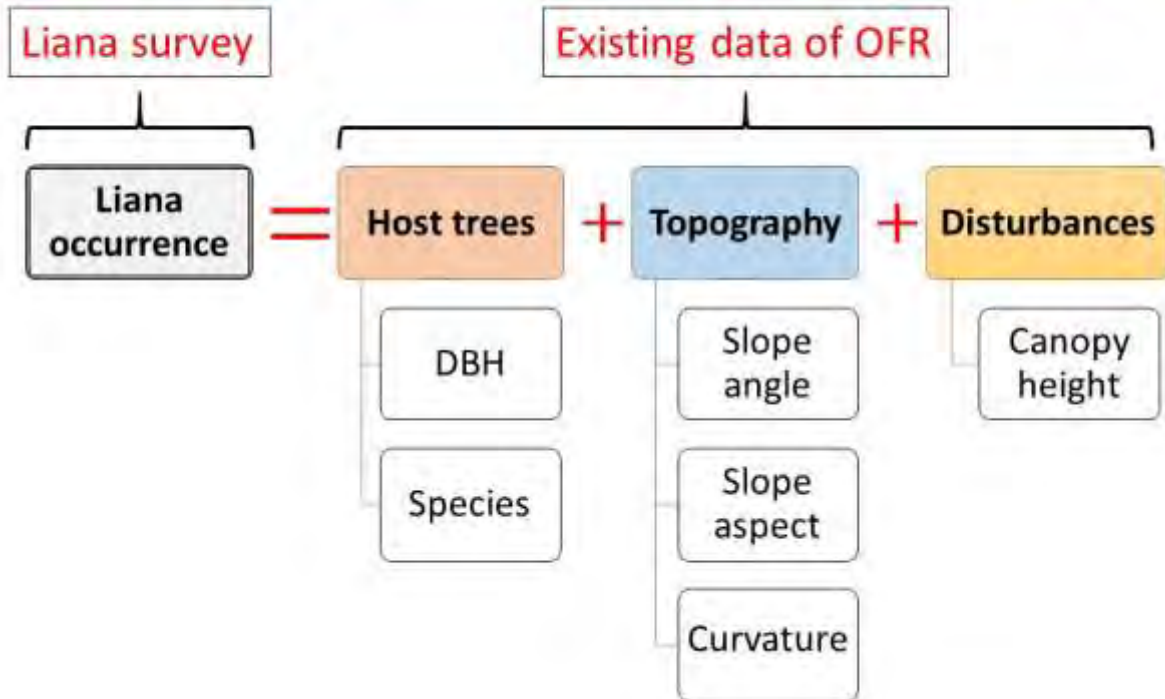 Liana survey
Existing data of OFR
Liana
occurrence
=
Host trees
+
Topography
+
Disturbances
DBH
Species
Slope
angle
Slope
aspect
Curvature
Canopy
height